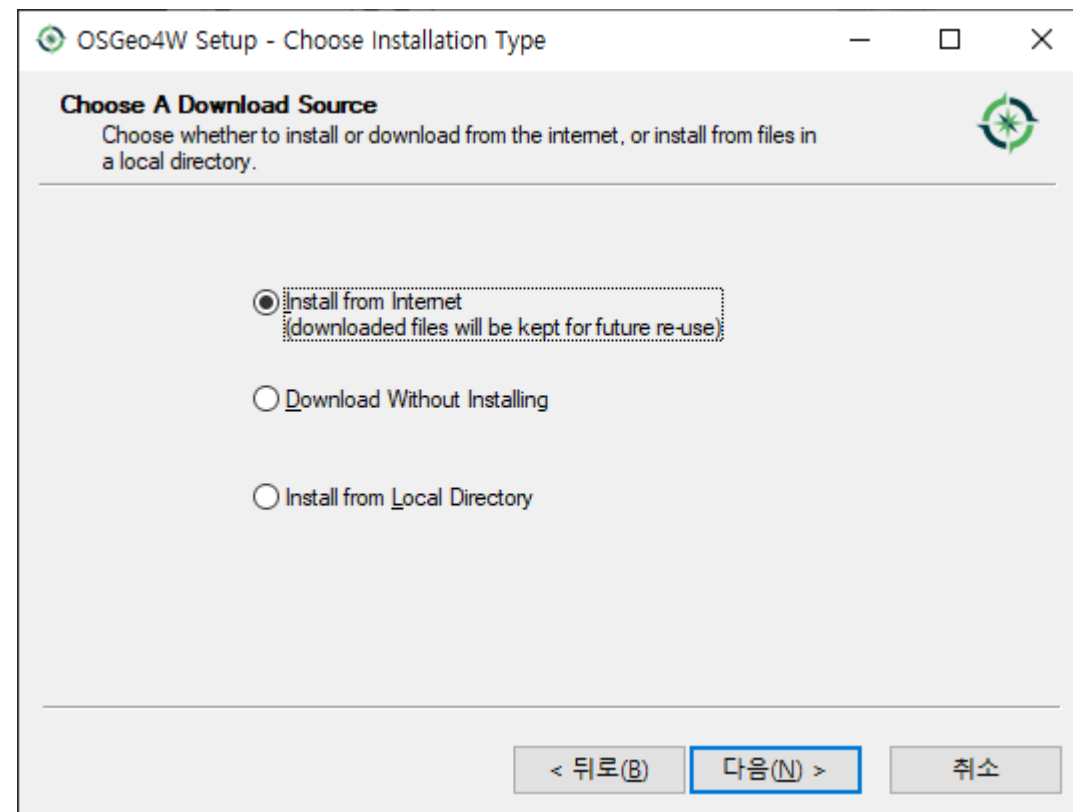 OSGeo4W Setup - Choose Installation Type
Choose A Download Source
Choose whether to install or download from the internet, or install from files in
a local directory.
Install from Internet
(downloaded files will be kept for future re-use)
Download Without Installing
Install from Local Directory
< 뒤로(B)
다음(N) >
취소